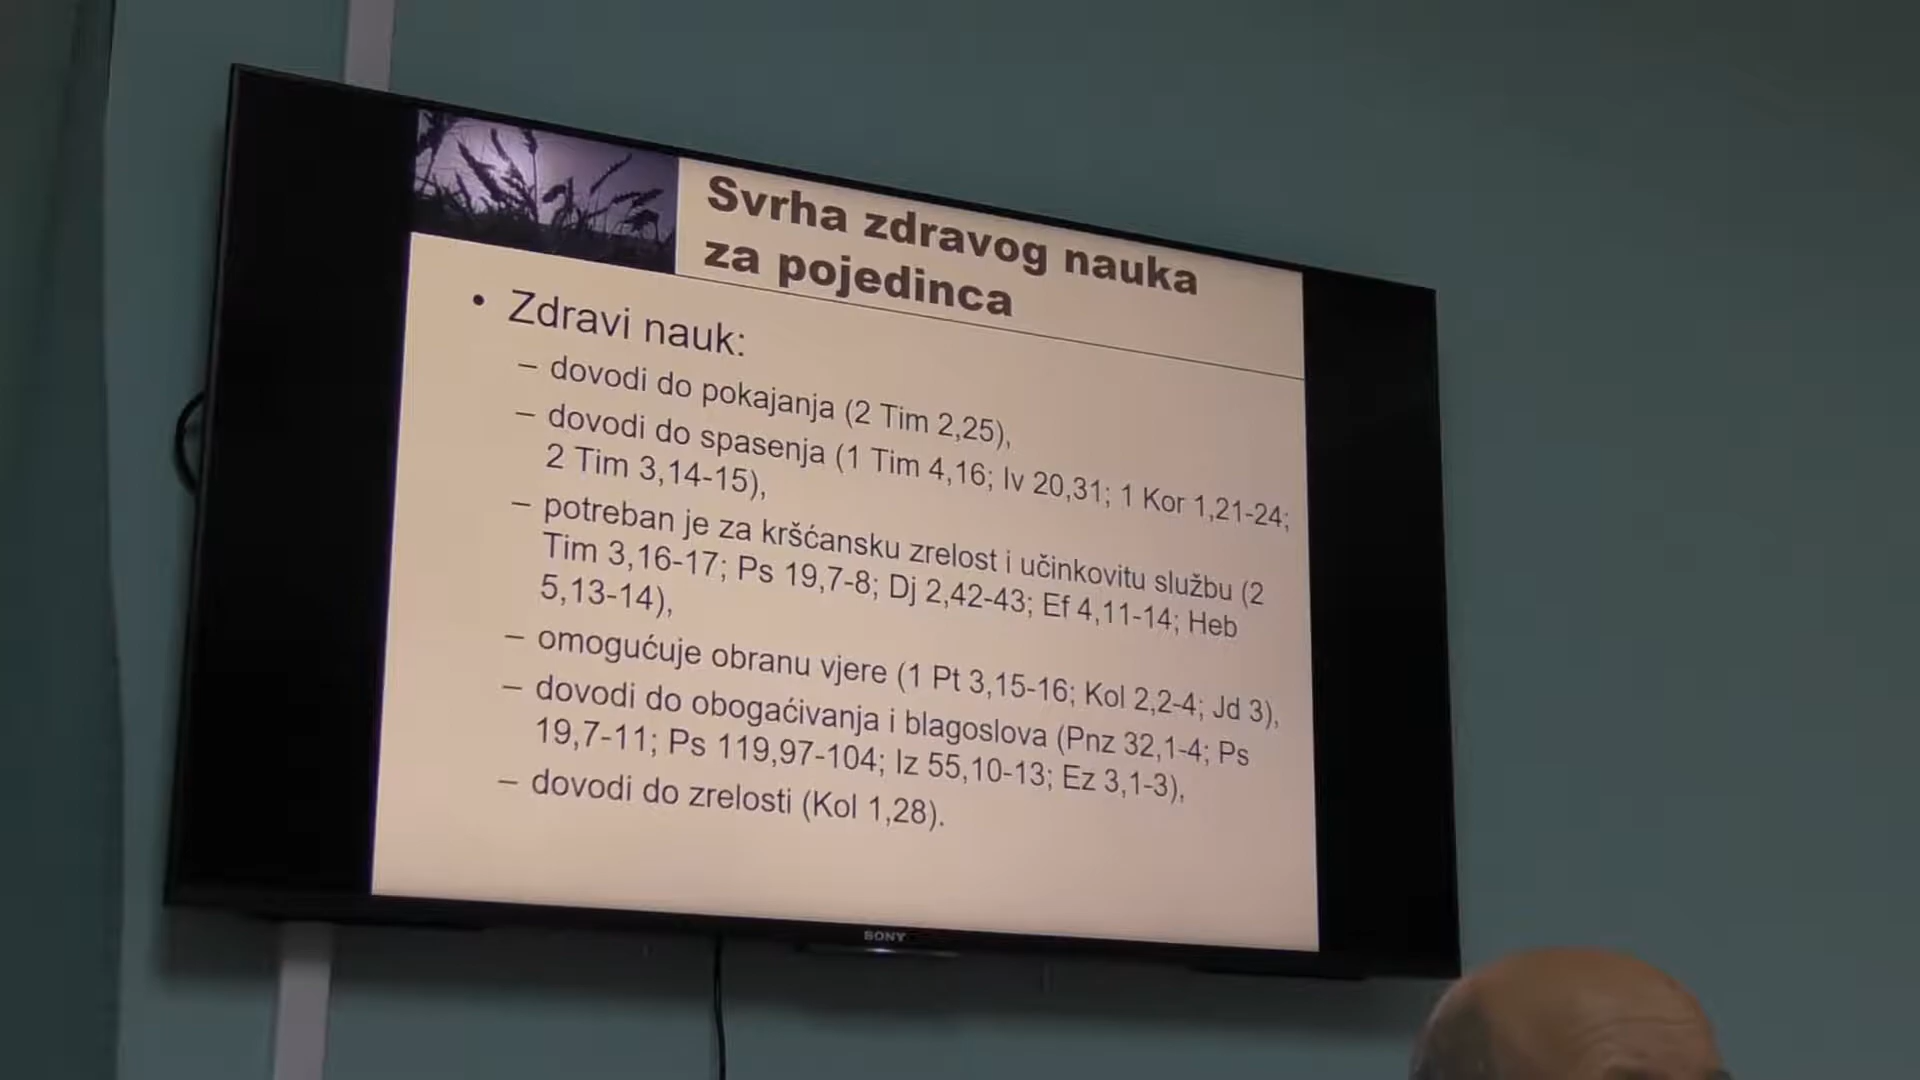 Svrha zdravog nauka
za pojedinca
• Zdravi nauk:
– dovodi do pokajanja (2 Tim 2,25),
– dovodi do spasenja (1 Tim 4,16; Iv 20,31; 1 Kor 1,21-24;
2 Tim 3,14-15),
– potreban je za kršćansku zrelost i učinkovitu službu (2
Tim 3,16-17; Ps 19,7-8; Dj 2,42-43; Ef 4,11-14; Heb
5,13-14),
– omogućuje obranu vjere (1 Pt 3,15-16; Kol 2,2-4; Jd 3),
– dovodi do obogaćivanja i blagoslova (Pnz 32,1-4; Ps
19,7-11; Ps 119,97-104; Iz 55,10-13; Ez 3,1-3),
– dovodi do zrelosti (Kol 1,28).
SONY